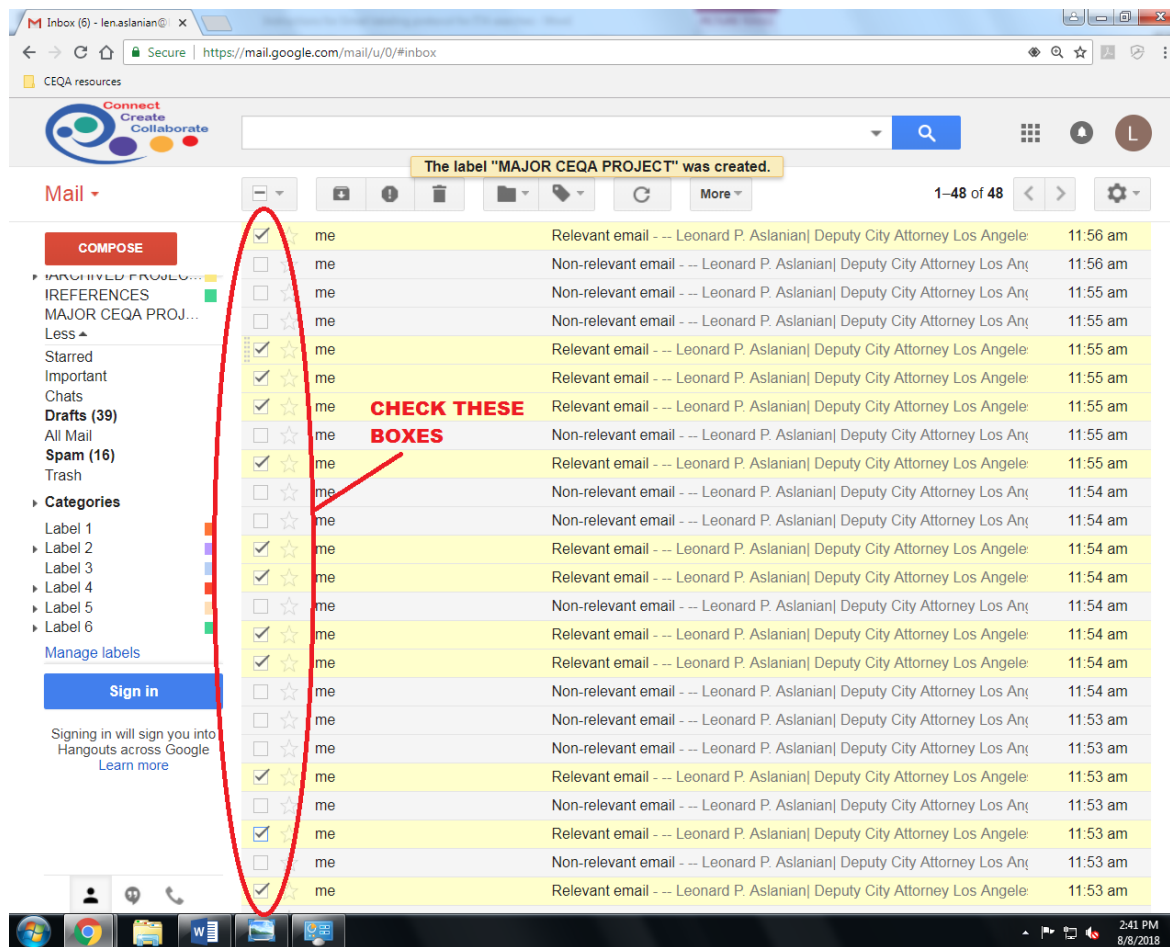 Inbox (6) - len.aslanian@
Secure | https://mail.google.com/mail/u/0/#inbox
CEQA resources
Connect
Create
Collaborate
L
The label "MAJOR CEQA PROJECT" was created.
Mail
More
1–48 of 48
COMPOSE
!REFERENCES
MAJOR CEQA PROJ...
Less
Starred
Important
Chats
Drafts (39)
All Mail
Spam (16)
Trash
Categories
Label 1
Label 2
Label 3
Label 4
Label 5
Label 6
Manage labels
Sign in
Signing in will sign you into
Hangouts across Google
Learn more
me Relevant email - -- Leonard P. Aslanian| Deputy City Attorney Los Angele 11:56 am
me Non-relevant email - -- Leonard P. Aslanian| Deputy City Attorney Los Ang 11:56 am
me Non-relevant email - -- Leonard P. Aslanian| Deputy City Attorney Los Ang 11:55 am
me Non-relevant email - -- Leonard P. Aslanian| Deputy City Attorney Los Ang 11:55 am
me Relevant email - -- Leonard P. Aslanian| Deputy City Attorney Los Angele 11:55 am
me Relevant email - -- Leonard P. Aslanian| Deputy City Attorney Los Angele 11:55 am
me Relevant email - -- Leonard P. Aslanian| Deputy City Attorney Los Angele 11:55 am
me Non-relevant email - -- Leonard P. Aslanian| Deputy City Attorney Los Ang 11:55 am
me Relevant email - -- Leonard P. Aslanian| Deputy City Attorney Los Angele 11:55 am
me Non-relevant email - -- Leonard P. Aslanian| Deputy City Attorney Los Ang 11:54 am
me Non-relevant email - -- Leonard P. Aslanian| Deputy City Attorney Los Ang 11:54 am
me Relevant email - -- Leonard P. Aslanian| Deputy City Attorney Los Angele 11:54 am
me Relevant email - -- Leonard P. Aslanian| Deputy City Attorney Los Angele 11:54 am
me Non-relevant email - -- Leonard P. Aslanian| Deputy City Attorney Los Ang 11:54 am
me Relevant email - -- Leonard P. Aslanian| Deputy City Attorney Los Angele 11:54 am
me Relevant email - -- Leonard P. Aslanian| Deputy City Attorney Los Angele 11:54 am
me Non-relevant email - -- Leonard P. Aslanian| Deputy City Attorney Los Ang 11:54 am
me Non-relevant email - -- Leonard P. Aslanian| Deputy City Attorney Los Ang 11:53 am
me Non-relevant email - -- Leonard P. Aslanian| Deputy City Attorney Los Ang 11:53 am
me Relevant email - -- Leonard P. Aslanian| Deputy City Attorney Los Angele 11:53 am
me Non-relevant email - -- Leonard P. Aslanian| Deputy City Attorney Los Ang 11:53 am
me Relevant email - -- Leonard P. Aslanian| Deputy City Attorney Los Angele 11:53 am
me Non-relevant email - -- Leonard P. Aslanian| Deputy City Attorney Los Ang 11:53 am
me Relevant email - -- Leonard P. Aslanian| Deputy City Attorney Los Angele 11:53 am
CHECK THESE
BOXES
2:41 PM
8/8/2018